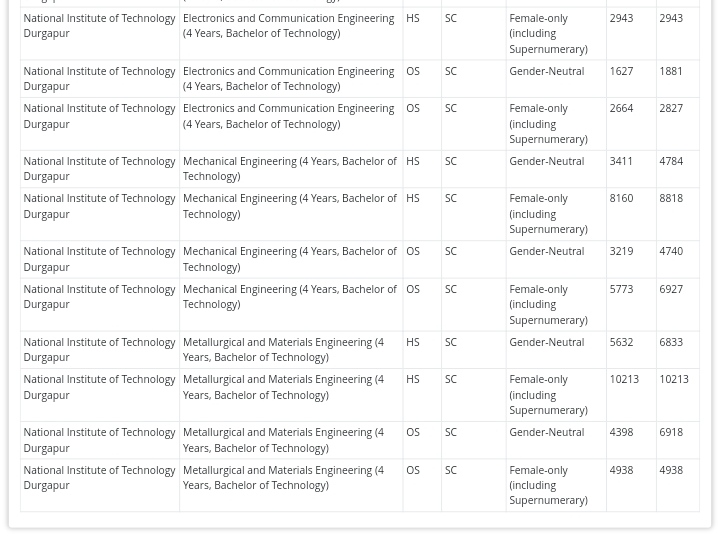 National Institute of Technology Electronics and Communication Engineering HS SC Female-only 2943 2943
Durgapur (4 Years, Bachelor of Technology) (including
Supernumerary)
National Institute of Technology Electronics and Communication Engineering OS SC Gender-Neutral 1627 1881
Durgapur (4 Years, Bachelor of Technology)
National Institute of Technology Electronics and Communication Engineering OS SC Female-only 2664 2827
Durgapur (4 Years, Bachelor of Technology) (including
Supernumerary)
National Institute of Technology Mechanical Engineering (4 Years, Bachelor of HS SC Gender-Neutral 3411 4784
Durgapur Technology)
National Institute of Technology Mechanical Engineering (4 Years, Bachelor of HS SC Female-only 8160 8818
Durgapur Technology) (including
Supernumerary)
National Institute of Technology Mechanical Engineering (4 Years, Bachelor of OS SC Gender-Neutral 3219 4740
Durgapur Technology)
National Institute of Technology Mechanical Engineering (4 Years, Bachelor of OS SC Female-only 5773 6927
Durgapur Technology) (including
Supernumerary)
National Institute of Technology Metallurgical and Materials Engineering (4 HS SC Gender-Neutral 5632 6833
Durgapur Years, Bachelor of Technology)
National Institute of Technology Metallurgical and Materials Engineering (4 HS SC Female-only 10213 10213
Durgapur Years, Bachelor of Technology) (including
Supernumerary)
National Institute of Technology Metallurgical and Materials Engineering (4 OS SC Gender-Neutral 4398 6918
Durgapur Years, Bachelor of Technology)
National Institute of Technology Metallurgical and Materials Engineering (4 OS SC Female-only 4938 4938
Durgapur Years, Bachelor of Technology) (including
Supernumerary)